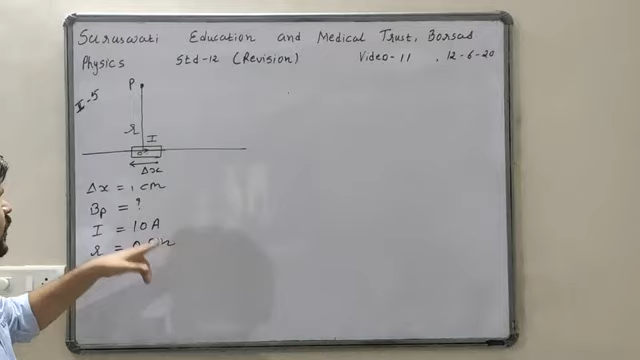 Saraswati Education and Medical Trust, Borsad
Physics Std-12 (Revision) Video-11 . 12-6-20
I-5
P
r
I
Δx
Δx = 1 cm
Bp = ?
I = 10A
r =